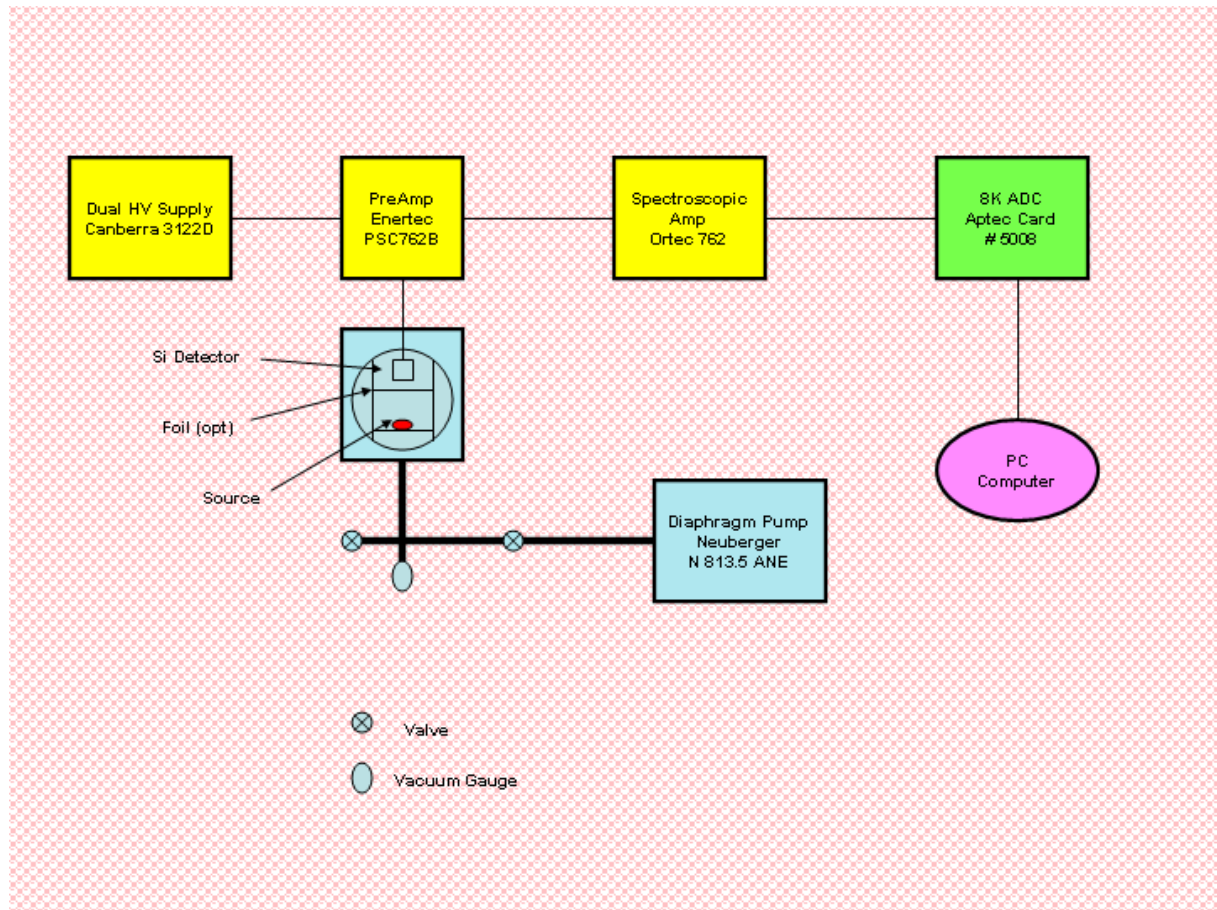 Dual HV Supply
Canberra 3122D
PreAmp
Enertec
PSC762B
Spectroscopic
Amp
Ortec 762
8K ADC
Aptec Card
# 5008
Si Detector
Foil (opt)
Source
PC
Computer
Diaphragm Pump
Neuberger
N 813.5 ANE
Valve
Vacuum Gauge